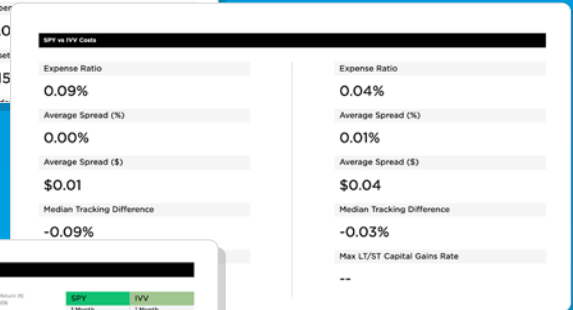 SPY vs IVV Costs
Expense Ratio
0.09%
Average Spread (%)
0.00%
Average Spread ($)
$0.01
Median Tracking Difference
-0.09%
Expense Ratio
0.04%
Average Spread (%)
0.01%
Average Spread ($)
$0.04
Median Tracking Difference
-0.03%
Max LT/ST Capital Gains Rate
--
SPY IVV
1 Month 1 Month